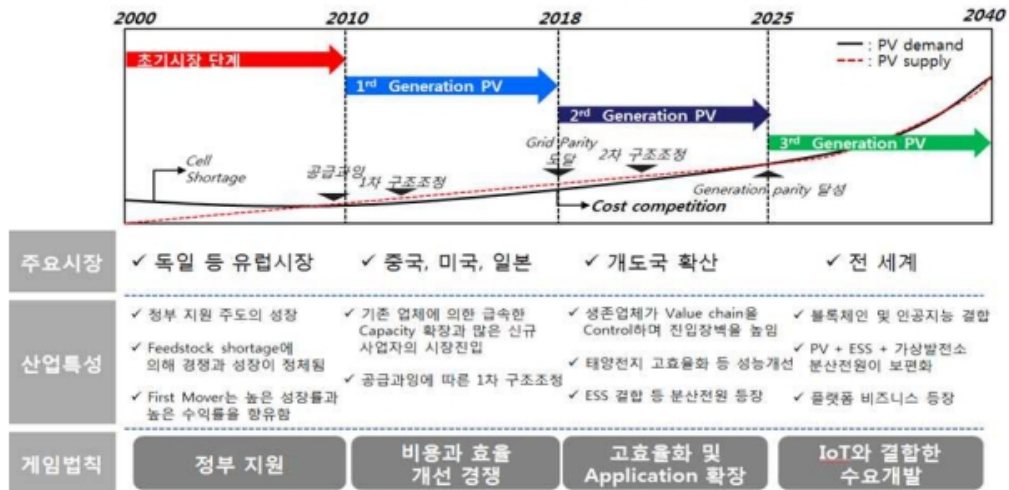 2000 2010 2018 2025 2040
: PV demand
: PV supply
초기시장 단계
1rd Generation PV
2rd Generation PV
3rd Generation PV
Cell
Shortage
공급과잉
1차 구조조정
Grid Parity
도달
2차 구조조정
Generation parity 달성
Cost competition
주요시장
✓ 독일 등 유럽시장
✓ 중국, 미국, 일본
✓ 개도국 확산
✓ 전 세계
산업특성
✓ 정부 지원 주도의 성장
✓ Feedstock shortage에
의해 경쟁과 성장이 정체됨
✓ First Mover는 높은 성장률과
높은 수익률을 향유함
✓ 기존 업체에 의한 급속한
Capacity 확장과 많은 신규
사업자의 시장진입
✓ 공급과잉에 따른 1차 구조조정
✓ 생존업체가 Value chain을
Control하며 진입장벽을 높임
✓ 태양전지 고효율화 등 성능개선
✓ ESS 결합 등 분산전원 등장
✓ 블록체인 및 인공지능 결합
✓ PV + ESS + 가상발전소
분산전원이 보편화
✓ 플랫폼 비즈니스 등장
게임법칙
정부 지원
비용과 효율
개선 경쟁
고효율화 및
Application 확장
IoT와 결합한
수요개발